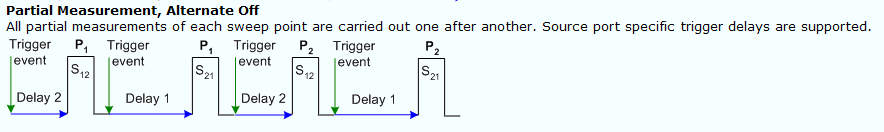 Partial Measurement, Alternate Off
All partial measurements of each sweep point are carried out one after another. Source port specific trigger delays are supported.
Trigger P1 Trigger P1 Trigger P2 Trigger P2
event event event event
S12 S21 S12 S21
Delay 2 Delay 1 Delay 2 Delay 1